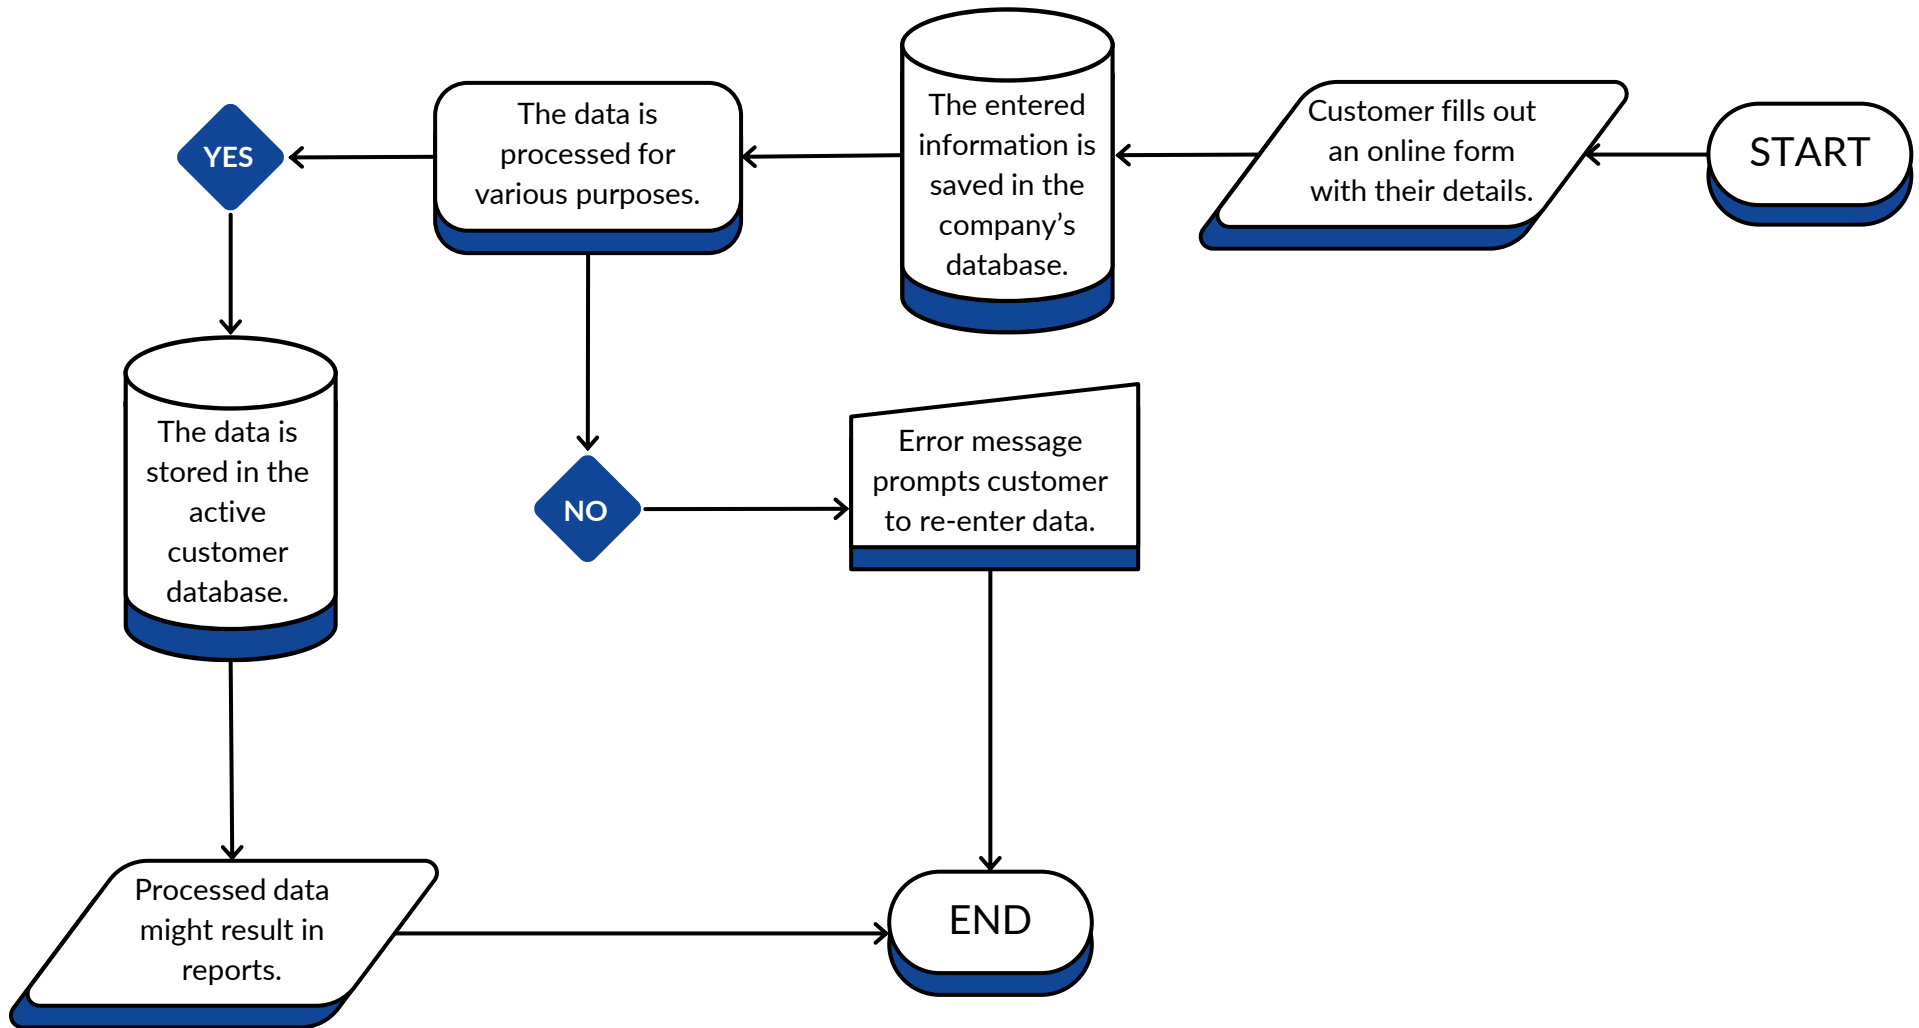 START
Customer fills out
an online form
with their details.
The entered
information is
saved in the
company’s
database.
The data is
processed for
various purposes.
YES
The data is
stored in the
active
customer
database.
NO
Error message
prompts customer
to re-enter data.
Processed data
might result in
reports.
END